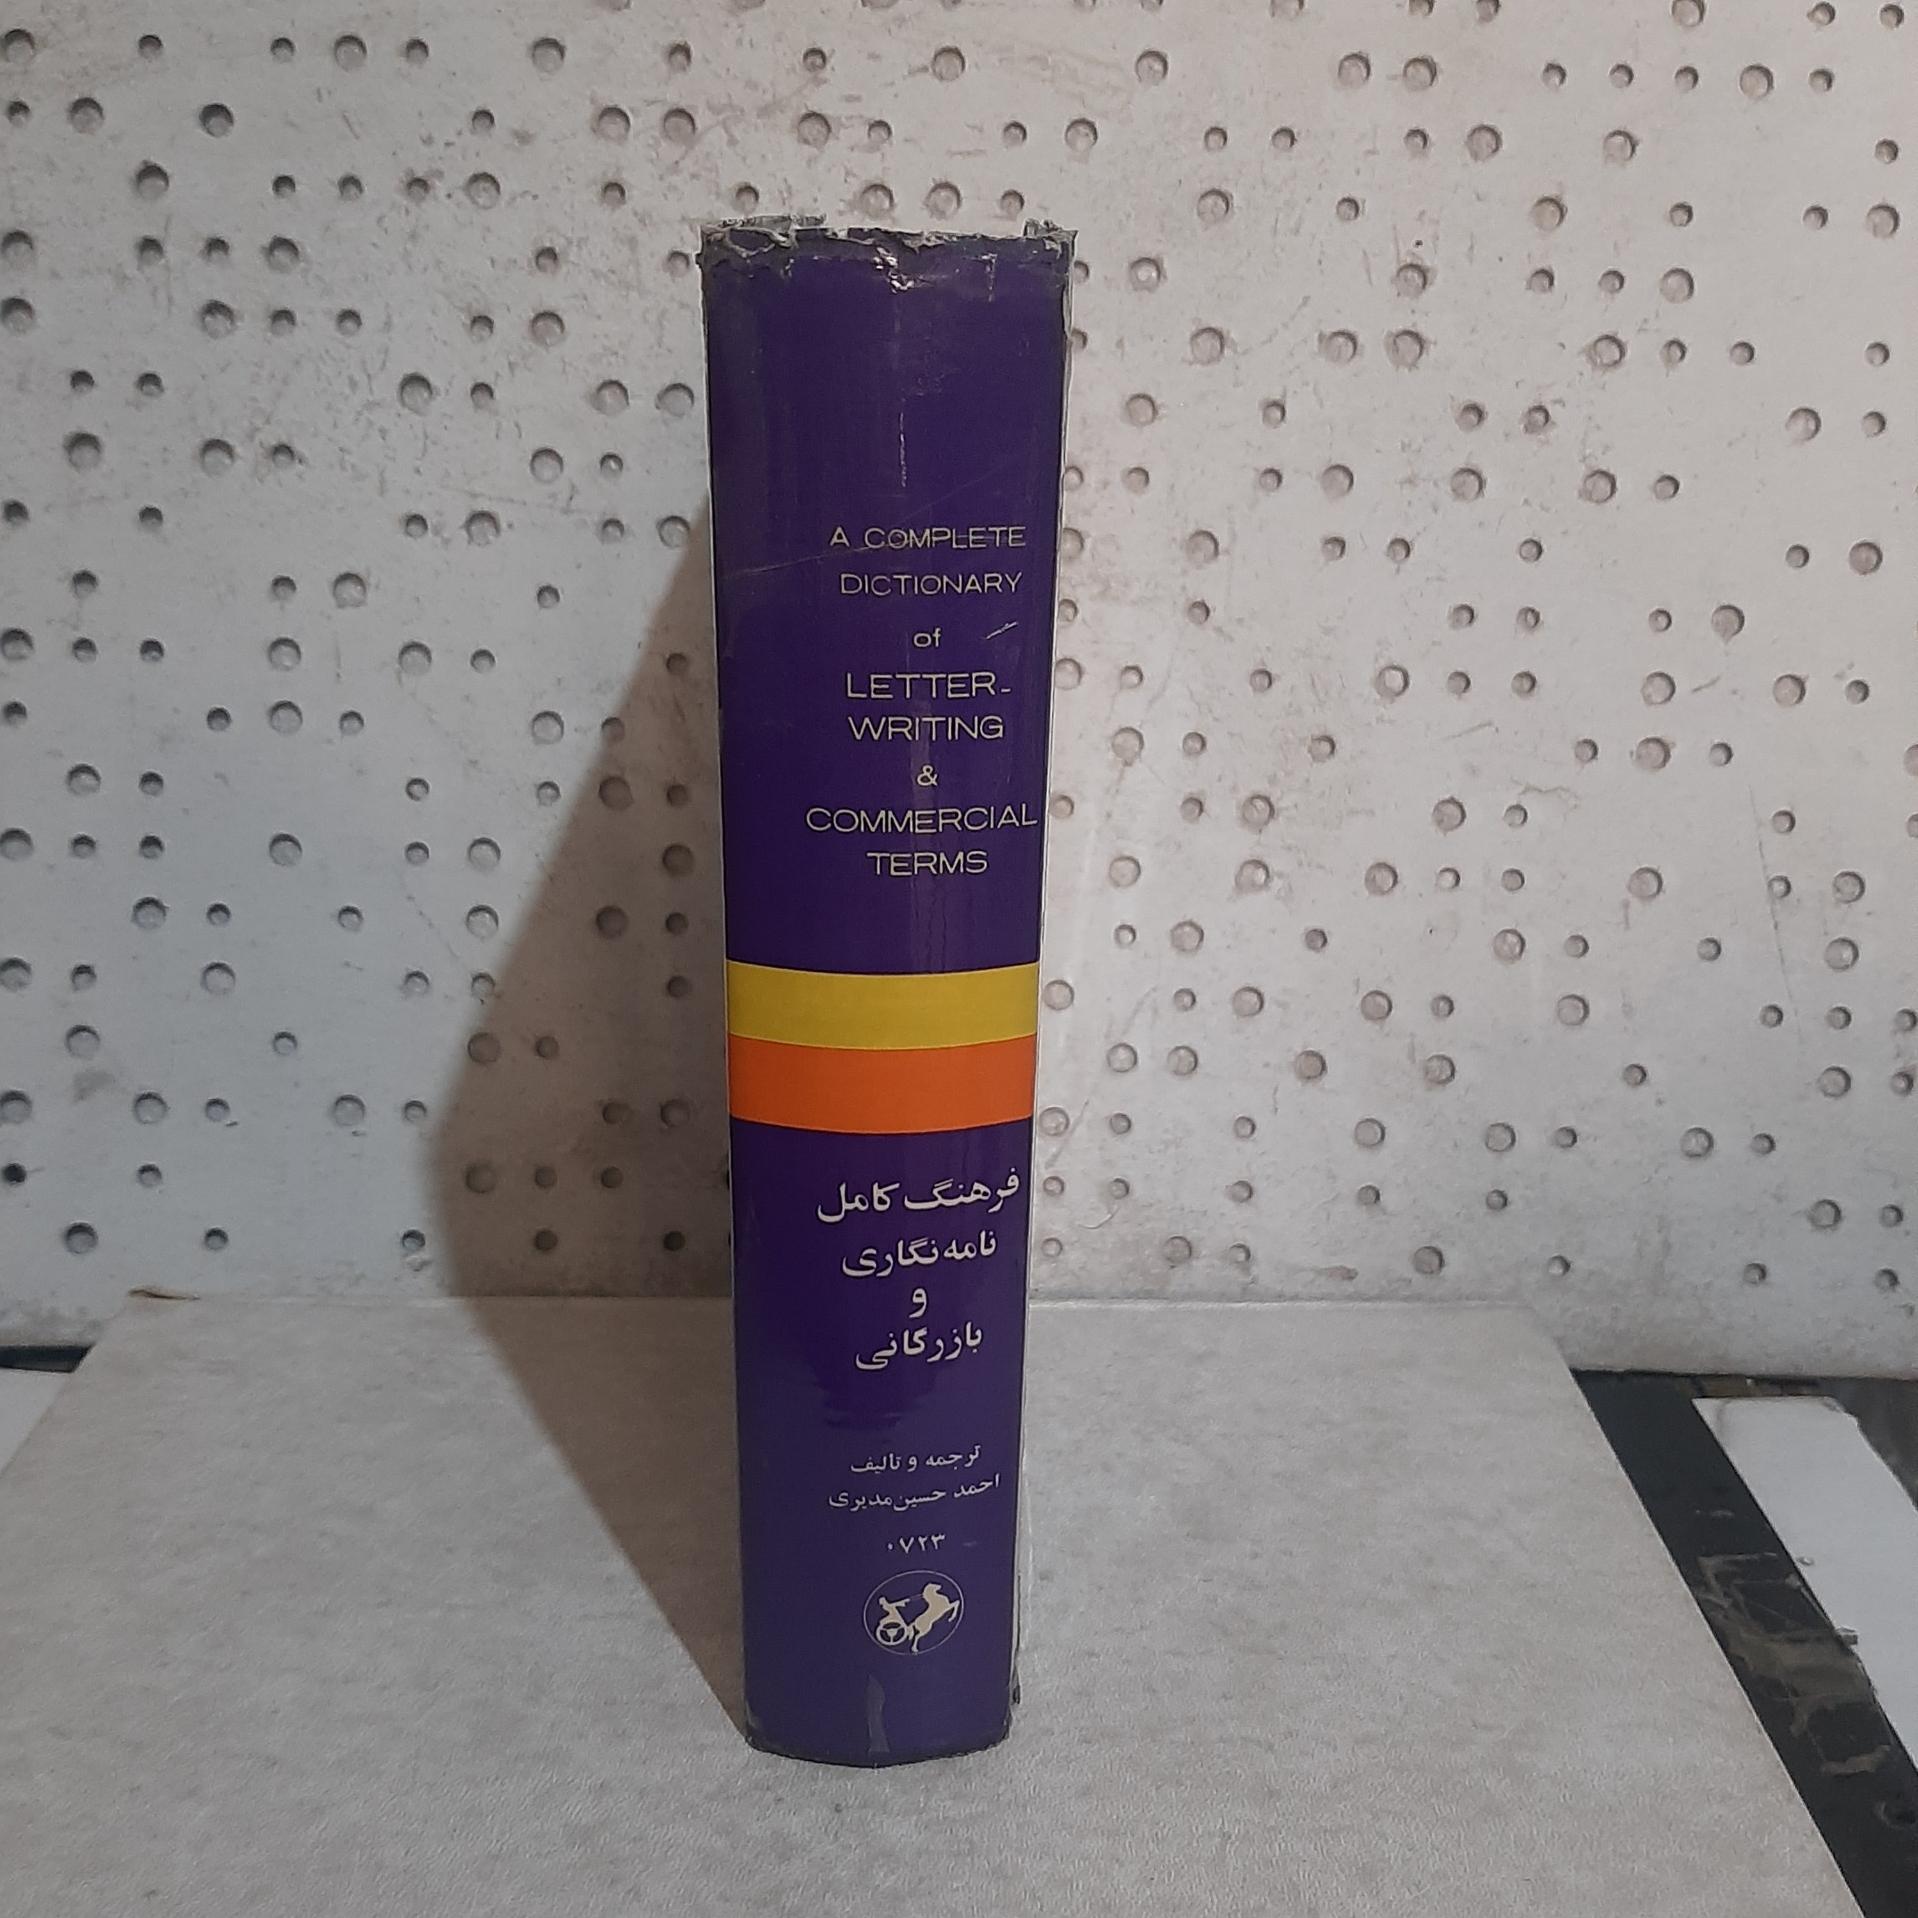 A COMPLETE
DICTIONARY
of
LETTER-
WRITING
&
COMMERCIAL
TERMS
فرهنگ کامل
نامه‌نگاری
و
بازرگانی
ترجمه و تالیف
احمد حسین‌مدیری
۰۷۲۳